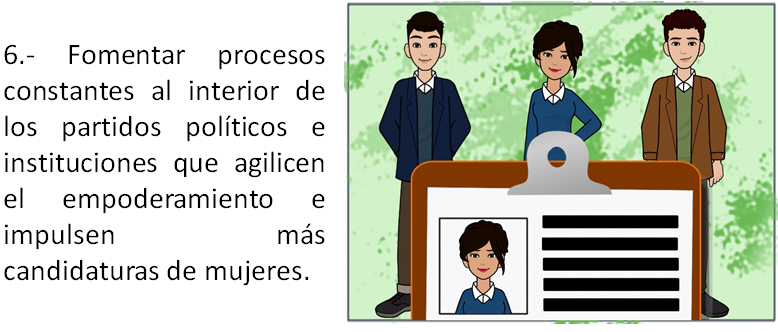 6.- Fomentar procesos
constantes al interior de
los partidos políticos e
instituciones que agilicen
el empoderamiento e
impulsen más
candidaturas de mujeres.